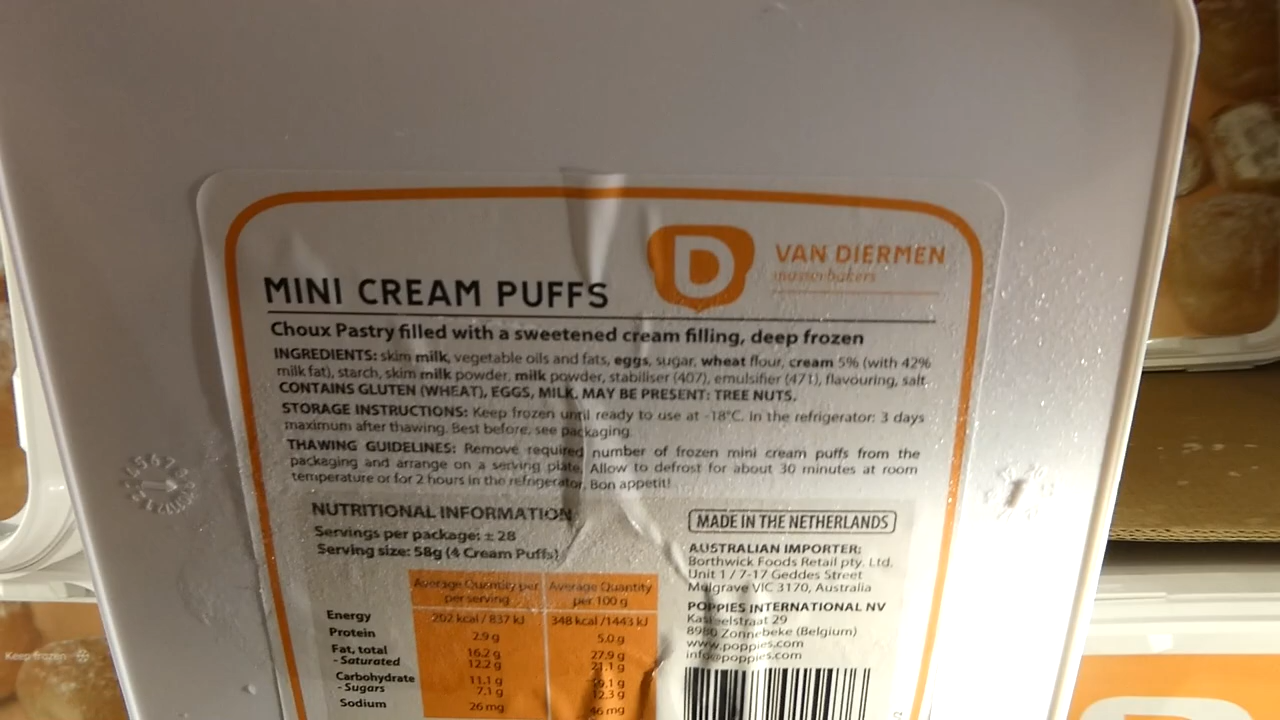 VAN DIERMEN
masterbakers
MINI CREAM PUFFS
Choux Pastry filled with a sweetened cream filling, deep frozen
INGREDIENTS: skim milk, vegetable oils and fats, eggs, sugar, wheat flour, cream 5% (with 42%
milk fat), starch, skim milk powder, milk powder, stabiliser (407), emulsifier (471), flavouring, salt.
CONTAINS GLUTEN (WHEAT), EGGS, MILK. MAY BE PRESENT: TREE NUTS.
STORAGE INSTRUCTIONS: Keep frozen until ready to use at -18°C. In the refrigerator: 3 days
maximum after thawing. Best before, see packaging
THAWING GUIDELINES: Remove required number of frozen mini cream puffs from the
packaging and arrange on a serving plate. Allow to defrost for about 30 minutes at room
temperature or for 2 hours in the refrigerator. Bon appetit!
NUTRITIONAL INFORMATION
Servings per package: ± 28
Serving size: 58g (4 Cream Puffs)
Average Quantity per serving Average Quantity per 100 g
Energy 202 kcal / 837 kJ 348 kcal /1443 kJ
Protein 2.9 g 5.0 g
Fat, total 16.2 g 27.9 g
- Saturated 12.2 g 21.1 g
Carbohydrate 11.1 g
- Sugars 7.1 g 12.3 g
Sodium 26 mg 46 mg
MADE IN THE NETHERLANDS
AUSTRALIAN IMPORTER:
Borthwick Foods Retail pty. Ltd.
Unit 1 / 7-17 Geddes Street
Mulgrave VIC 3170, Australia
POPPIES INTERNATIONAL NV
29
8980 Zonnebeke (Belgium)
www.poppies.com
info@poppies.com
Keep frozen